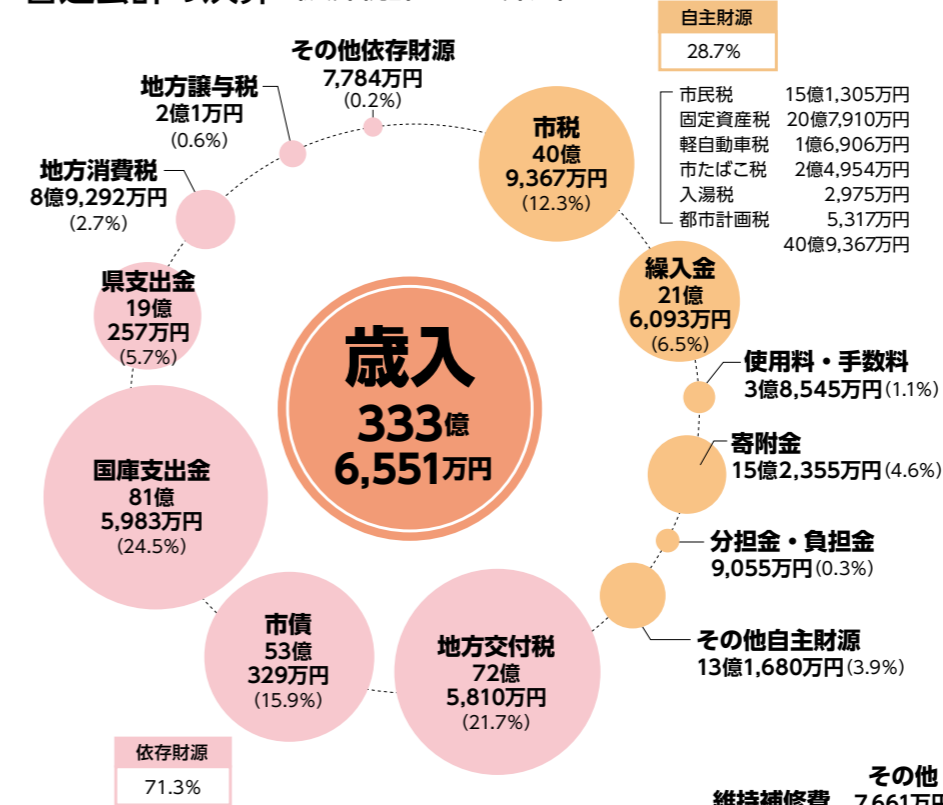 自主財源
28.7%
市民税 15億1,305万円
固定資産税 20億7,910万円
軽自動車税 1億6,906万円
市たばこ税 2億4,954万円
入湯税 2,975万円
都市計画税 5,317万円
40億9,367万円
その他依存財源
7,784万円
(0.2%)
地方譲与税
2億1万円
(0.6%)
地方消費税
8億9,292万円
(2.7%)
県支出金
19億
257万円
(5.7%)
国庫支出金
81億
5,983万円
(24.5%)
市債
53億
329万円
(15.9%)
地方交付税
72億
5,810万円
(21.7%)
歳入
333億
6,551万円
市税
40億
9,367万円
(12.3%)
繰入金
21億
6,093万円
(6.5%)
使用料・手数料
3億8,545万円(1.1%)
寄附金
15億2,355万円(4.6%)
分担金・負担金
9,055万円(0.3%)
その他自主財源
13億1,680万円(3.9%)
依存財源
71.3%
その他
維持補修費 7,661万円